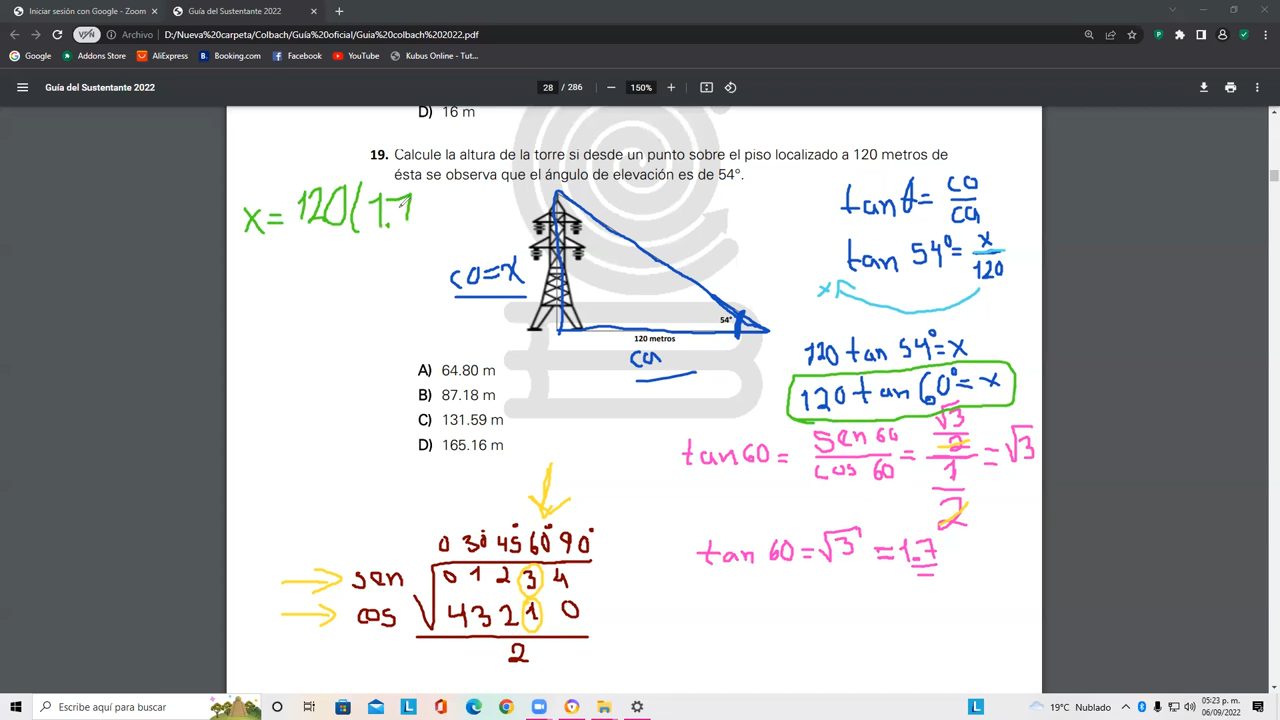 Iniciar sesión con Google - Zoom
Guía del Sustentante 2022
VPN
Archivo
D:/Nueva%20carpeta/Colbach/Guía%20oficial/Guia%20colbach%202022.pdf
Google
Addons Store
AliExpress
Booking.com
Facebook
YouTube
Kubus Online - Tut...
Guía del Sustentante 2022
28 / 286
150%
D) 16 m
19. Calcule la altura de la torre si desde un punto sobre el piso localizado a 120 metros de
ésta se observa que el ángulo de elevación es de 54°.
x = 120(1.7
co = x
54°
120 metros
ca
tan θ = co/ca
tan 54° = x/120
x
120 tan 54° = x
120 tan 60° = x
A) 64.80 m
B) 87.18 m
C) 131.59 m
D) 165.16 m
tan 60 = sen 60/cos 60 = (√3/2)/(1/2) = √3
tan 60 = √3 = 1.7
0 30 45 60° 90°
sen √ 0 1 2 3 4
cos 4 3 2 1 0
2
Escribe aquí para buscar
19°C Nublado
05:23 p. m.
06/09/2022